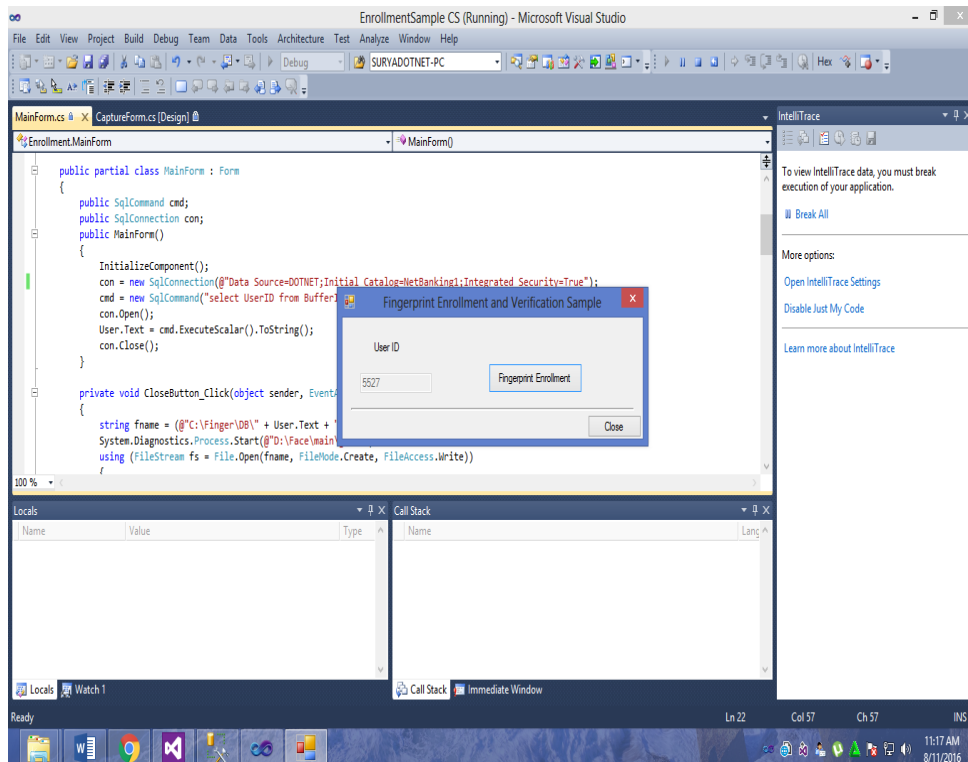 EnrollmentSample CS (Running) - Microsoft Visual Studio
File Edit View Project Build Debug Team Data Tools Architecture Test Analyze Window Help
Debug SURYADOTNET-PC Hex
MainForm.cs X CaptureForm.cs [Design]
Enrollment.MainForm MainForm()
public partial class MainForm : Form
{
public SqlCommand cmd;
public SqlConnection con;
public MainForm()
{
InitializeComponent();
con = new SqlConnection(@"Data Source=DOTNET;Initial Catalog=NetBanking1;Integrated Security=True");
cmd = new SqlCommand("select UserID from
con.Open();
User.Text = cmd.ExecuteScalar().ToString();
con.Close();
}
private void CloseButton_Click(object sender,
{
string fname = (@"C:\Finger\DB\" + User.Text +
System.Diagnostics.Process.Start(@"D:\Face\main
using (FileStream fs = File.Open(fname, FileMode.Create, FileAccess.Write))
{
100 %
Fingerprint Enrollment and Verification Sample x
User ID
5527
Fingerprint Enrollment
Close
IntelliTrace
To view IntelliTrace data, you must break
execution of your application.
Break All
More options:
Open IntelliTrace Settings
Disable Just My Code
Learn more about IntelliTrace
Locals
Name Value Type
Call Stack
Name Lang
Locals Watch 1
Call Stack Immediate Window
Ready Ln 22 Col 57 Ch 57 INS
11:17 AM
8/11/2016